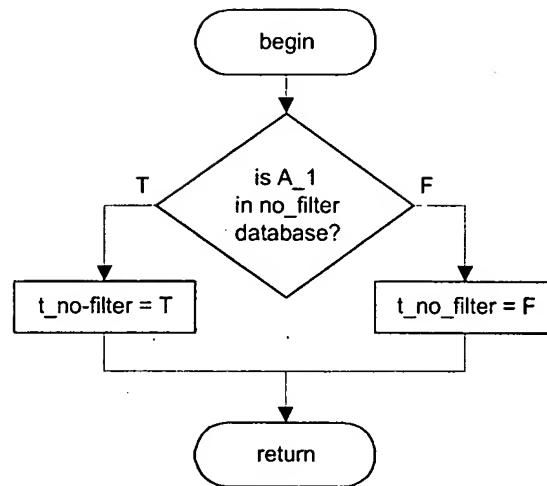 begin
is A_1
in no_filter
database?
T
F
t_no-filter = T
t_no_filter = F
return